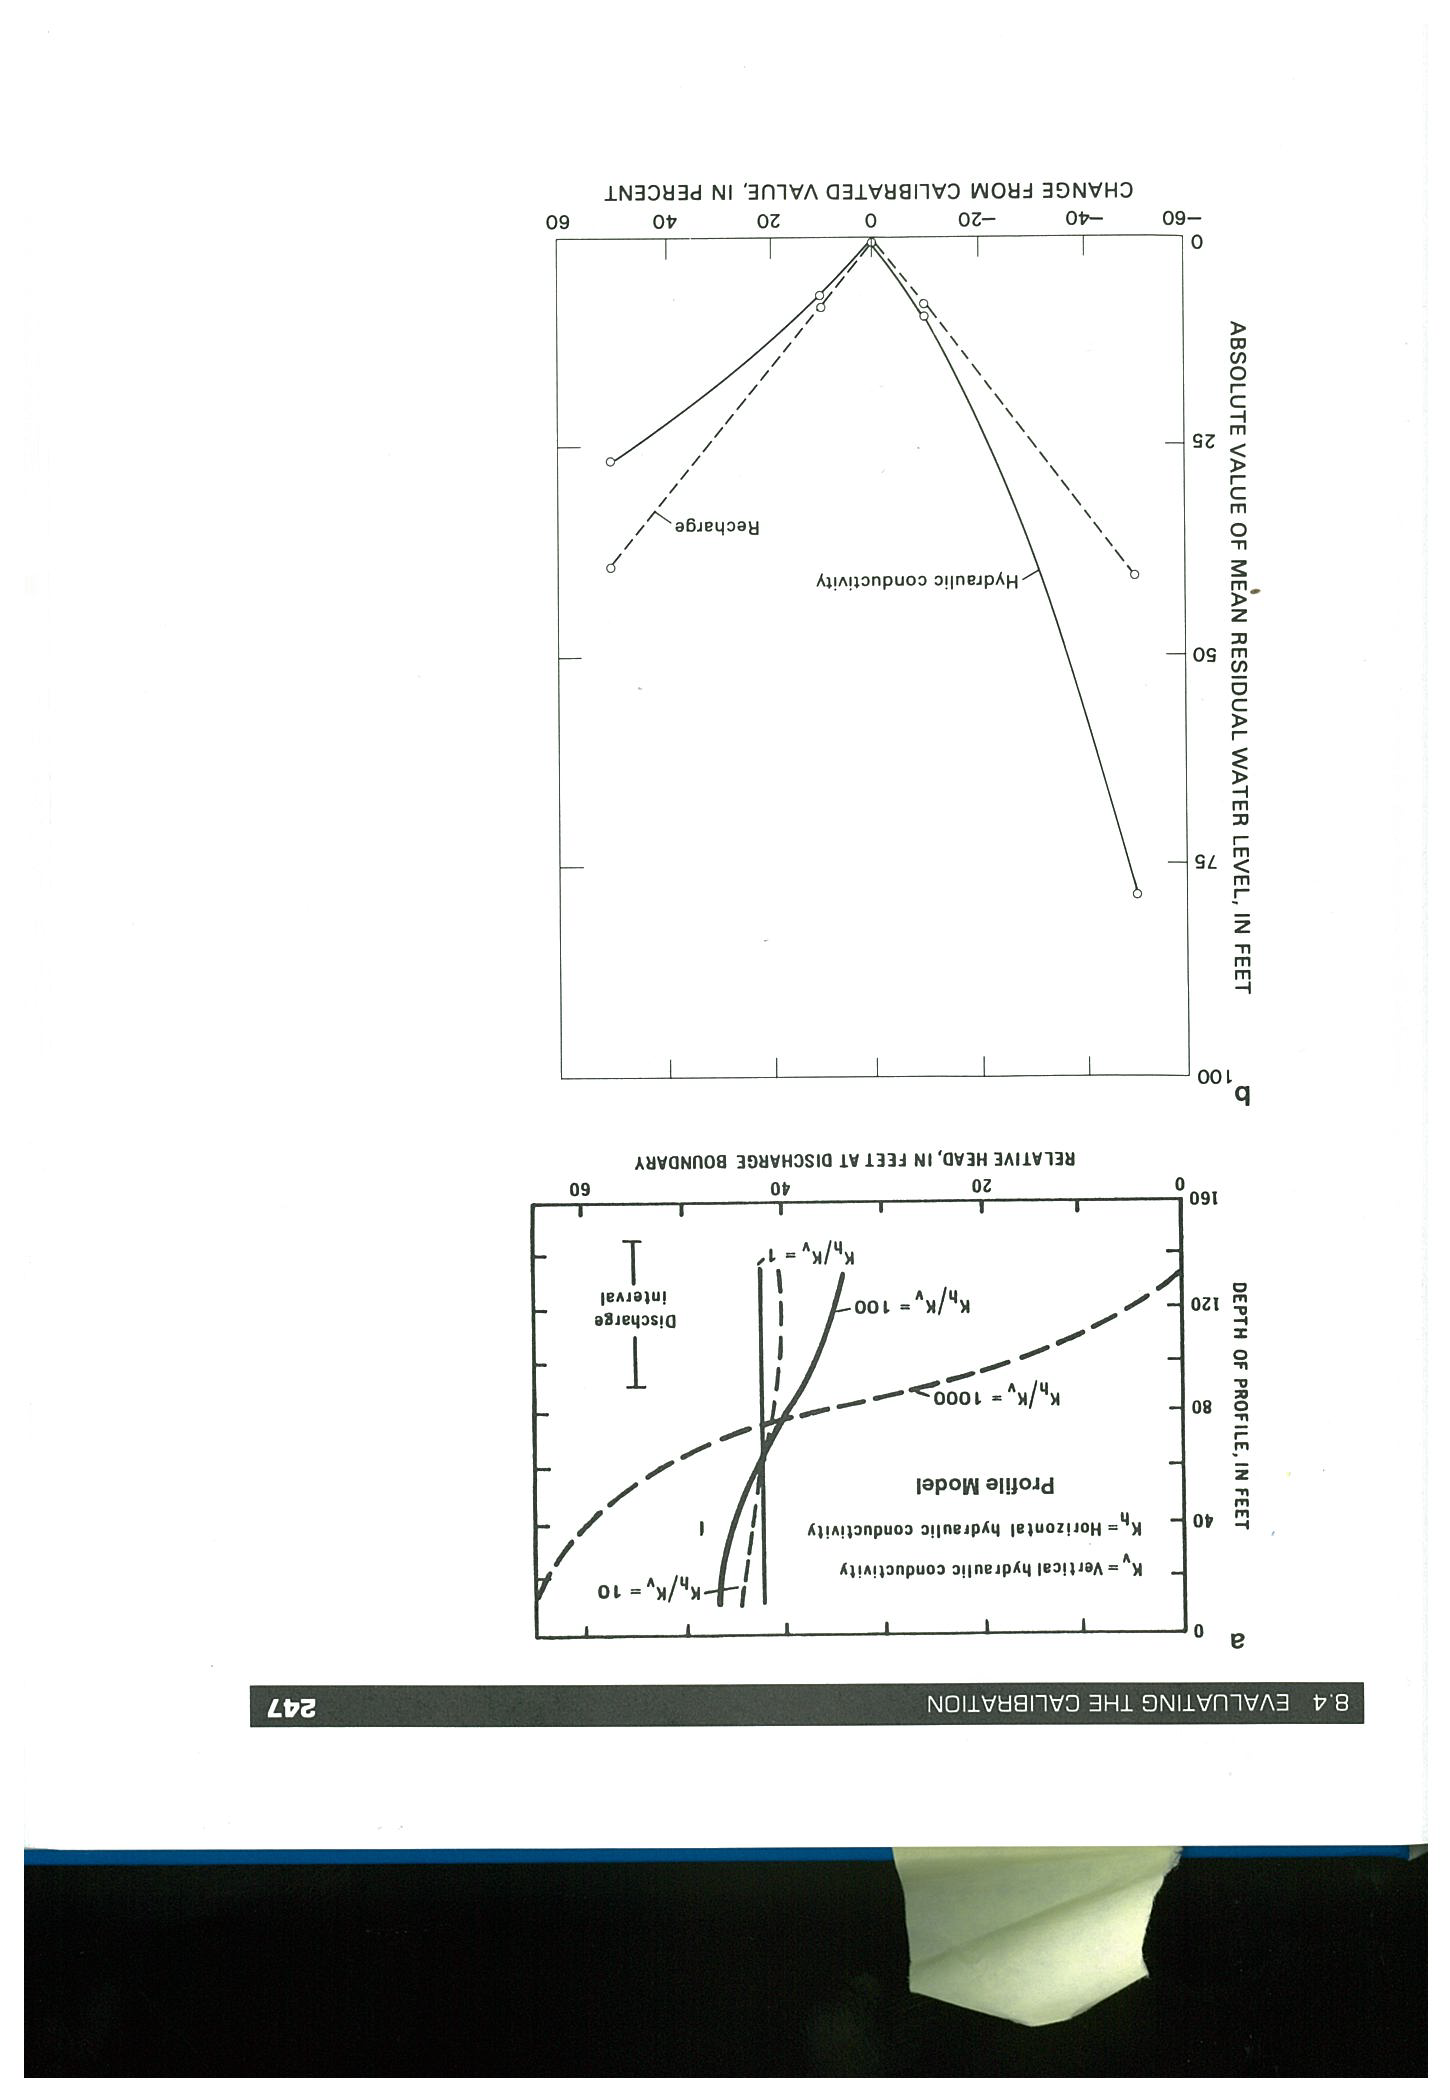 8.4 EVALUATING THE CALIBRATION 247
a
0
40
80
120
160
DEPTH OF PROFILE, IN FEET
Kv = Vertical hydraulic conductivity
Kh = Horizontal hydraulic conductivity
Profile Model
Kh/Kv = 10
Kh/Kv = 1000
Kh/Kv = 100
Kh/Kv = 1
Discharge
interval
0 20 40 60
RELATIVE HEAD, IN FEET AT DISCHARGE BOUNDARY
b
100
75
50
25
0
ABSOLUTE VALUE OF MEAN RESIDUAL WATER LEVEL, IN FEET
Hydraulic conductivity
Recharge
−60 −40 −20 0 20 40 60
CHANGE FROM CALIBRATED VALUE, IN PERCENT